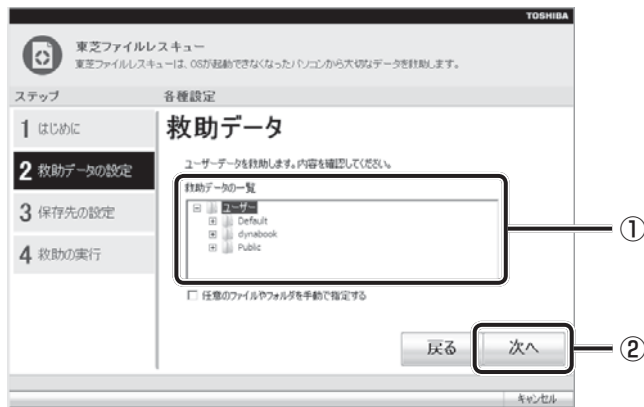 TOSHIBA
東芝ファイルレスキュー
東芝ファイルレスキューは、OSが起動できなくなったパソコンから大切なデータを救助します。
ステップ 各種設定
1 はじめに
2 救助データの設定
3 保存先の設定
4 救助の実行
救助データ
ユーザーデータを救助します。内容を確認してください。
救助データの一覧
ユーザー
Default
dynabook
Public
①
任意のファイルやフォルダを手動で指定する
戻る 次へ ②
キャンセル